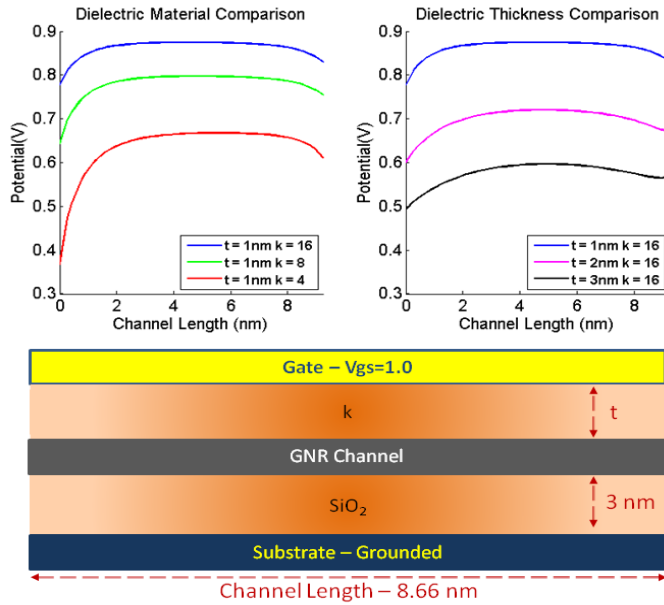 Dielectric Material Comparison
0.9
0.8
0.7
0.6
0.5
0.4
0.3
Potential(V)
0 2 4 6 8
Channel Length (nm)
t = 1nm k = 16
t = 1nm k = 8
t = 1nm k = 4
Dielectric Thickness Comparison
0.9
0.8
0.7
0.6
0.5
0.4
0.3
Potential(V)
0 2 4 6 8
Channel Length (nm)
t = 1nm k = 16
t = 2nm k = 16
t = 3nm k = 16
Gate – Vgs=1.0
k
t
GNR Channel
SiO₂
3 nm
Substrate – Grounded
Channel Length – 8.66 nm